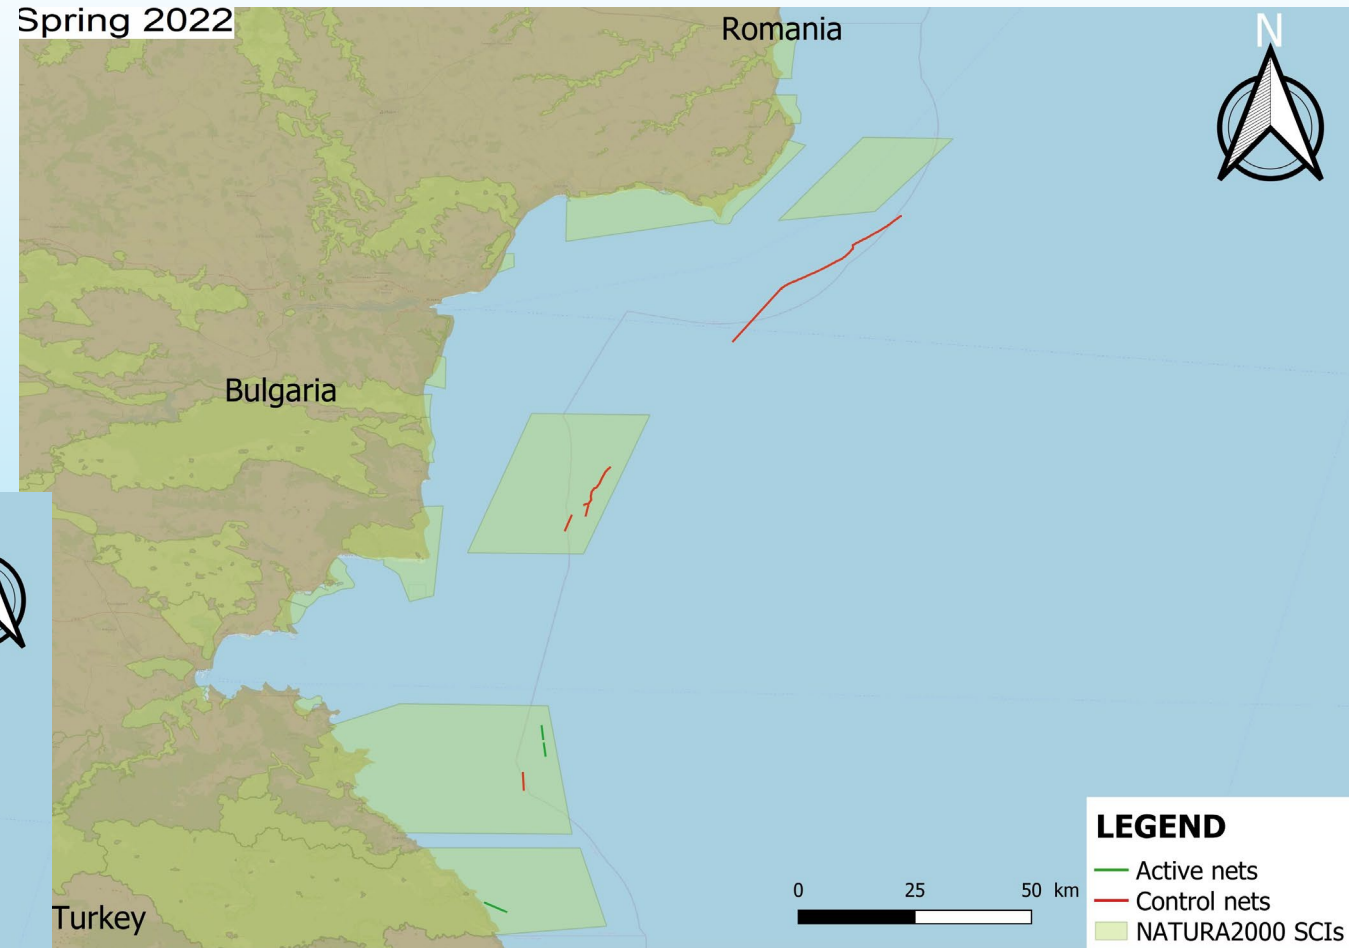 Spring 2022
Romania
N
Bulgaria
Turkey
0 25 50 km
LEGEND
Active nets
Control nets
NATURA2000 SCIs